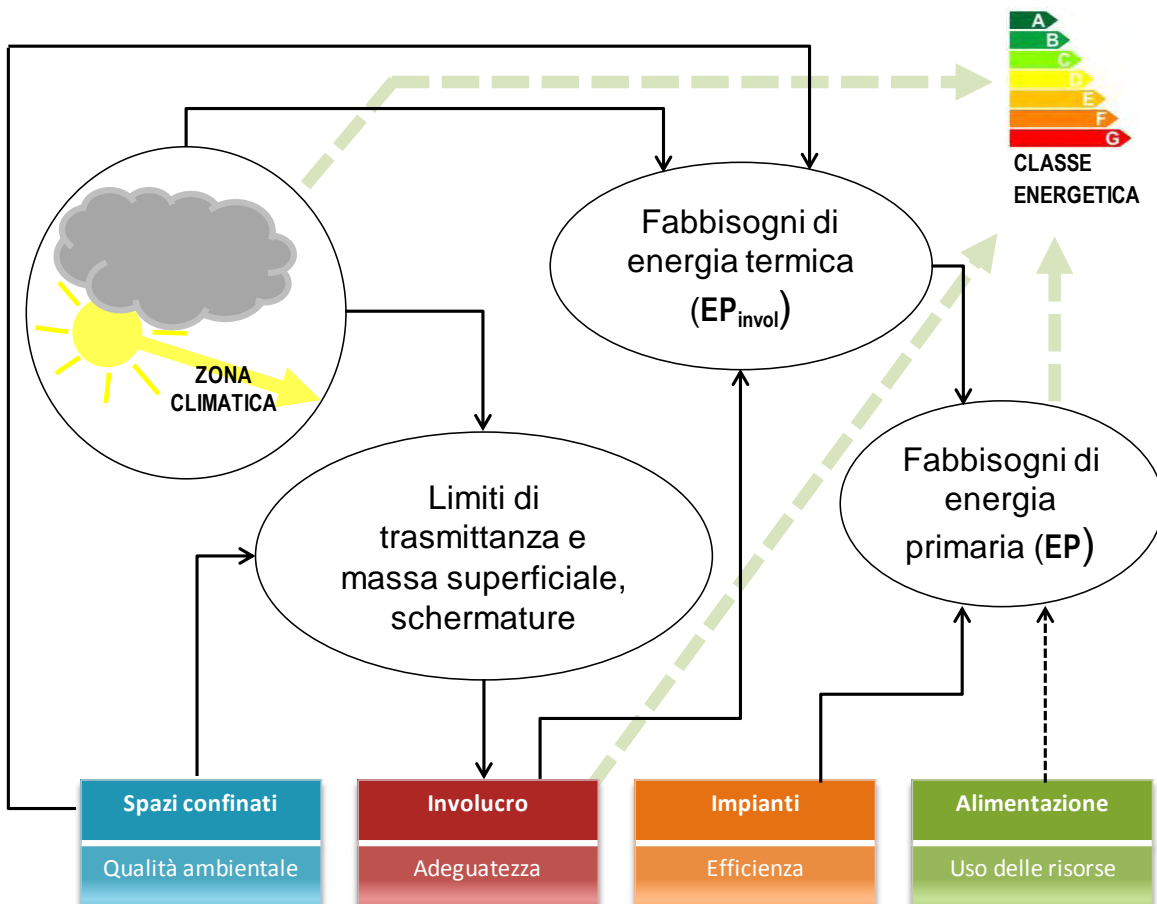 A
B
C
D
E
F
G
CLASSE
ENERGETICA
Fabbisogni di
energia termica
(EPinvol)
ZONA
CLIMATICA
Fabbisogni di
energia
primaria (EP)
Limiti di
trasmittanza e
massa superficiale,
schermature
Spazi confinati
Qualità ambientale
Involucro
Adeguatezza
Impianti
Efficienza
Alimentazione
Uso delle risorse